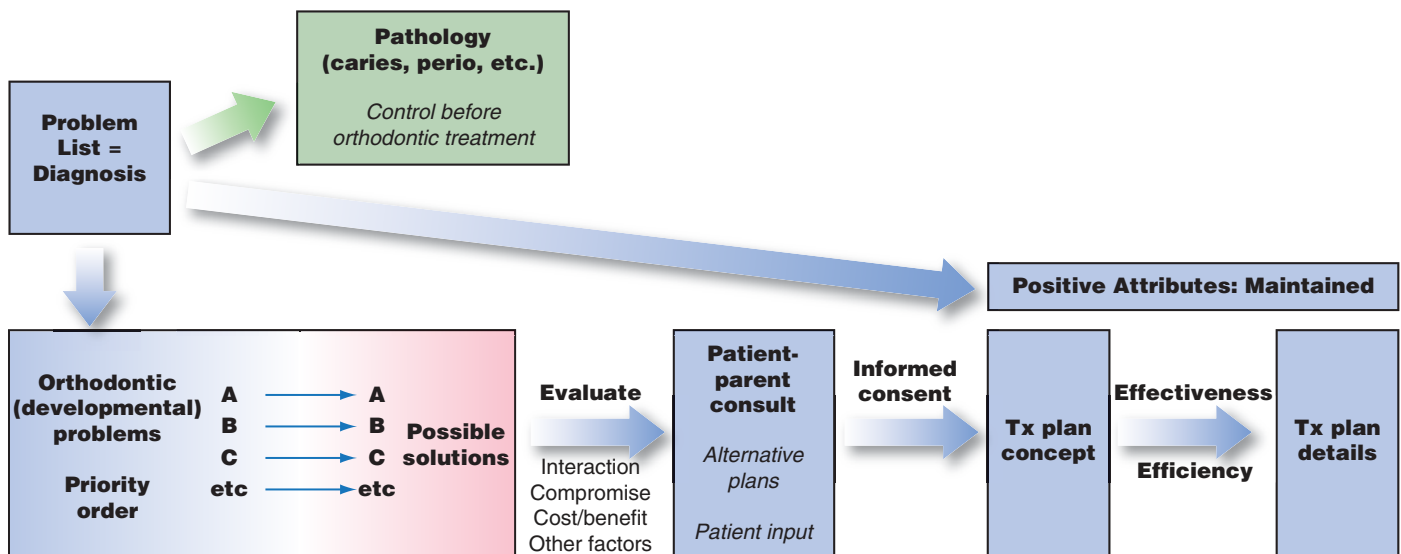 Pathology
(caries, perio, etc.)
Control before
orthodontic treatment
Problem
List =
Diagnosis
Positive Attributes: Maintained
Orthodontic
(developmental)
problems
Priority
order
A A
B B
C C
etc etc
Possible
solutions
Evaluate
Interaction
Compromise
Cost/benefit
Other factors
Patient-
parent
consult
Alternative
plans
Patient input
Informed
consent
Tx plan
concept
Effectiveness
Efficiency
Tx plan
details